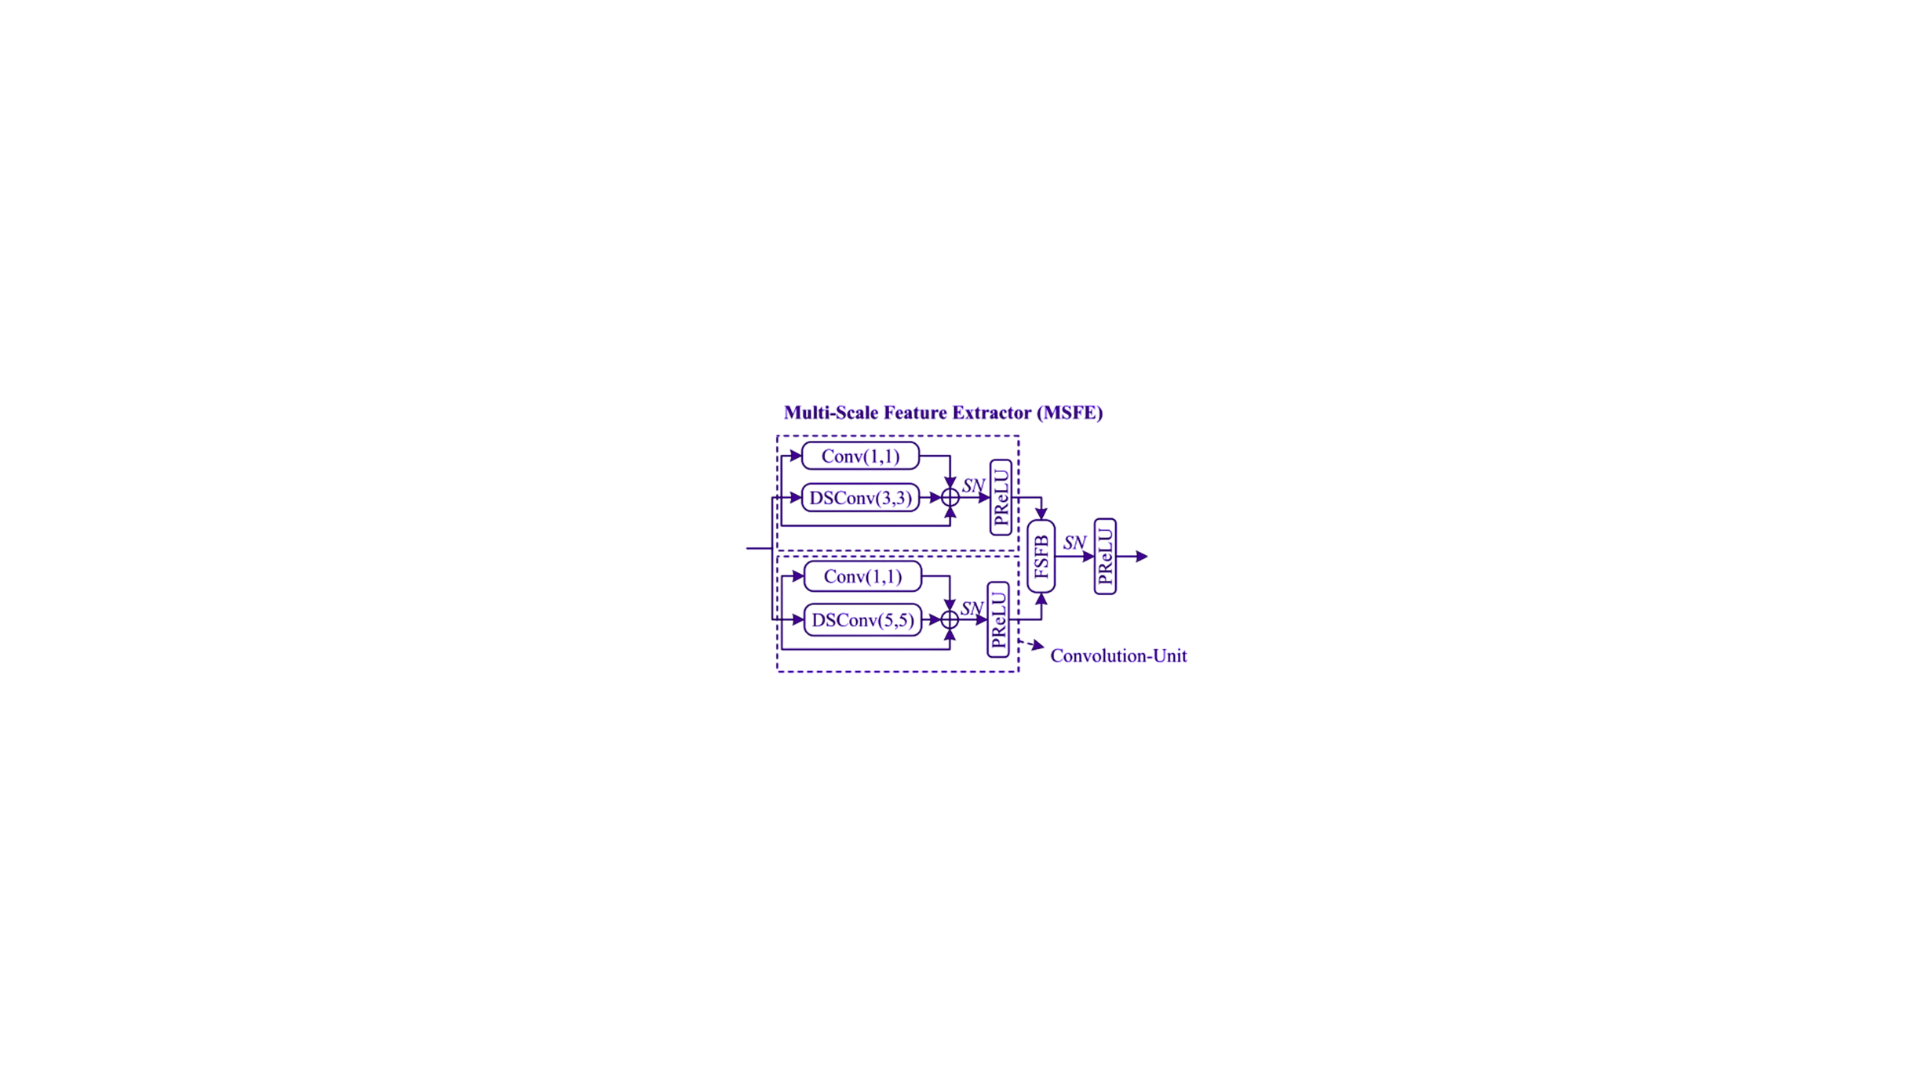 Multi-Scale Feature Extractor (MSFE)
Conv(1,1)
DSConv(3,3)
SN
PReLU
Conv(1,1)
DSConv(5,5)
SN
PReLU
FSFB
SN
PReLU
Convolution-Unit